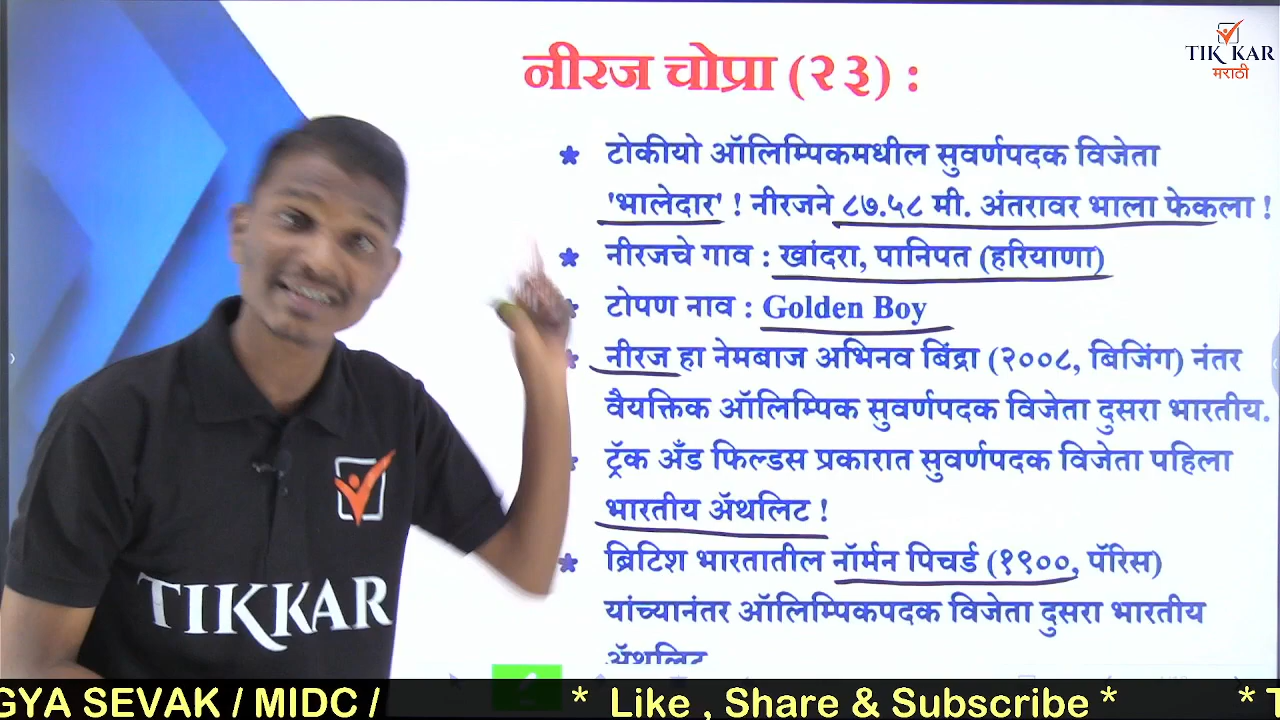 TIKKAR
मराठी
नीरज चोप्रा (२३) :
टोकीयो ऑलिम्पिकमधील सुवर्णपदक विजेता
'भालेदार' ! नीरजने ८७.५८ मी. अंतरावर भाला फेकला !
नीरजचे गाव : खांदरा, पानिपत (हरियाणा)
टोपण नाव : Golden Boy
नीरज हा नेमबाज अभिनव बिंद्रा (२००८, बिजिंग) नंतर
वैयक्तिक ऑलिम्पिक सुवर्णपदक विजेता दुसरा भारतीय.
ट्रॅक अँड फिल्डस प्रकारात सुवर्णपदक विजेता पहिला
भारतीय ॲथलिट !
ब्रिटिश भारतातील नॉर्मन पिचर्ड (१९००, पॅरिस)
यांच्यानंतर ऑलिम्पिकपदक विजेता दुसरा भारतीय
ॲथलिट
TIKKAR
GYA SEVAK / MIDC / * Like , Share & Subscribe * * T